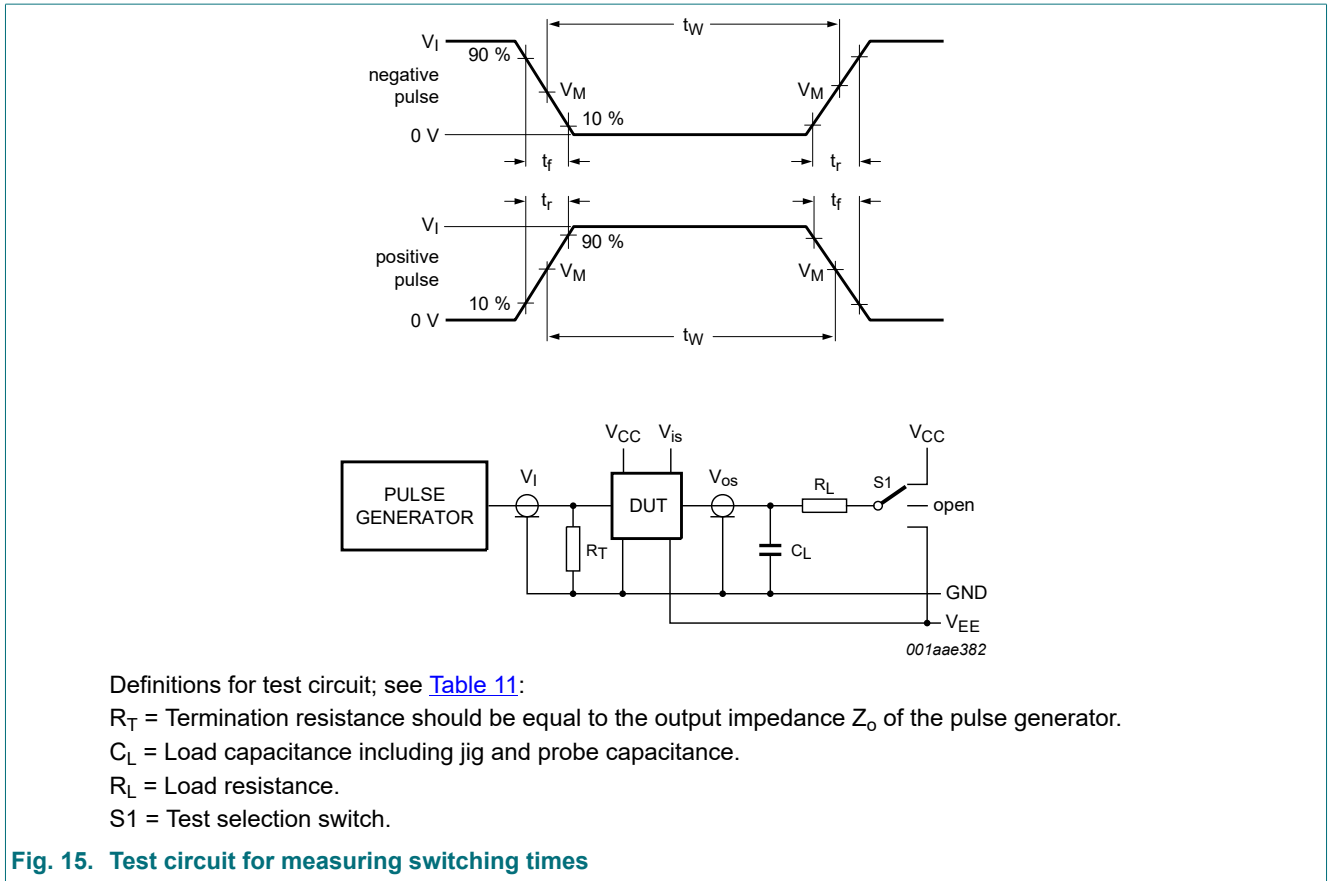 tW
VI
90 %
negative
pulse
VM
VM
10 %
0 V
tf
tr
tr
tf
VI
90 %
positive
pulse
VM
VM
10 %
0 V
tW
VCC Vis VCC
VI Vos RL S1
PULSE
GENERATOR
DUT
open
RT
CL
GND
VEE
001aae382
Definitions for test circuit; see Table 11:
RT = Termination resistance should be equal to the output impedance Zo of the pulse generator.
CL = Load capacitance including jig and probe capacitance.
RL = Load resistance.
S1 = Test selection switch.
Fig. 15. Test circuit for measuring switching times